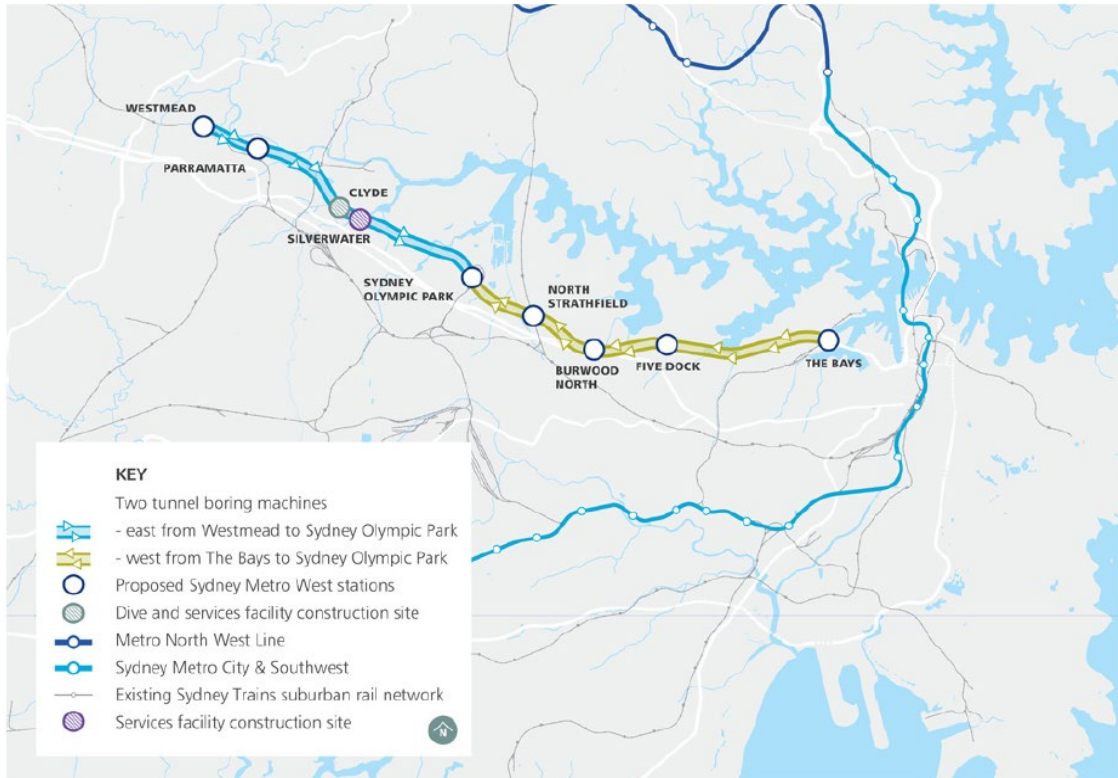 WESTMEAD
PARRAMATTA
CLYDE
SILVERWATER
SYDNEY
OLYMPIC PARK
NORTH
STRATHFIELD
BURWOOD
NORTH
FIVE DOCK
THE BAYS
KEY
Two tunnel boring machines
- east from Westmead to Sydney Olympic Park
- west from The Bays to Sydney Olympic Park
Proposed Sydney Metro West stations
Dive and services facility construction site
Metro North West Line
Sydney Metro City & Southwest
Existing Sydney Trains suburban rail network
Services facility construction site
N